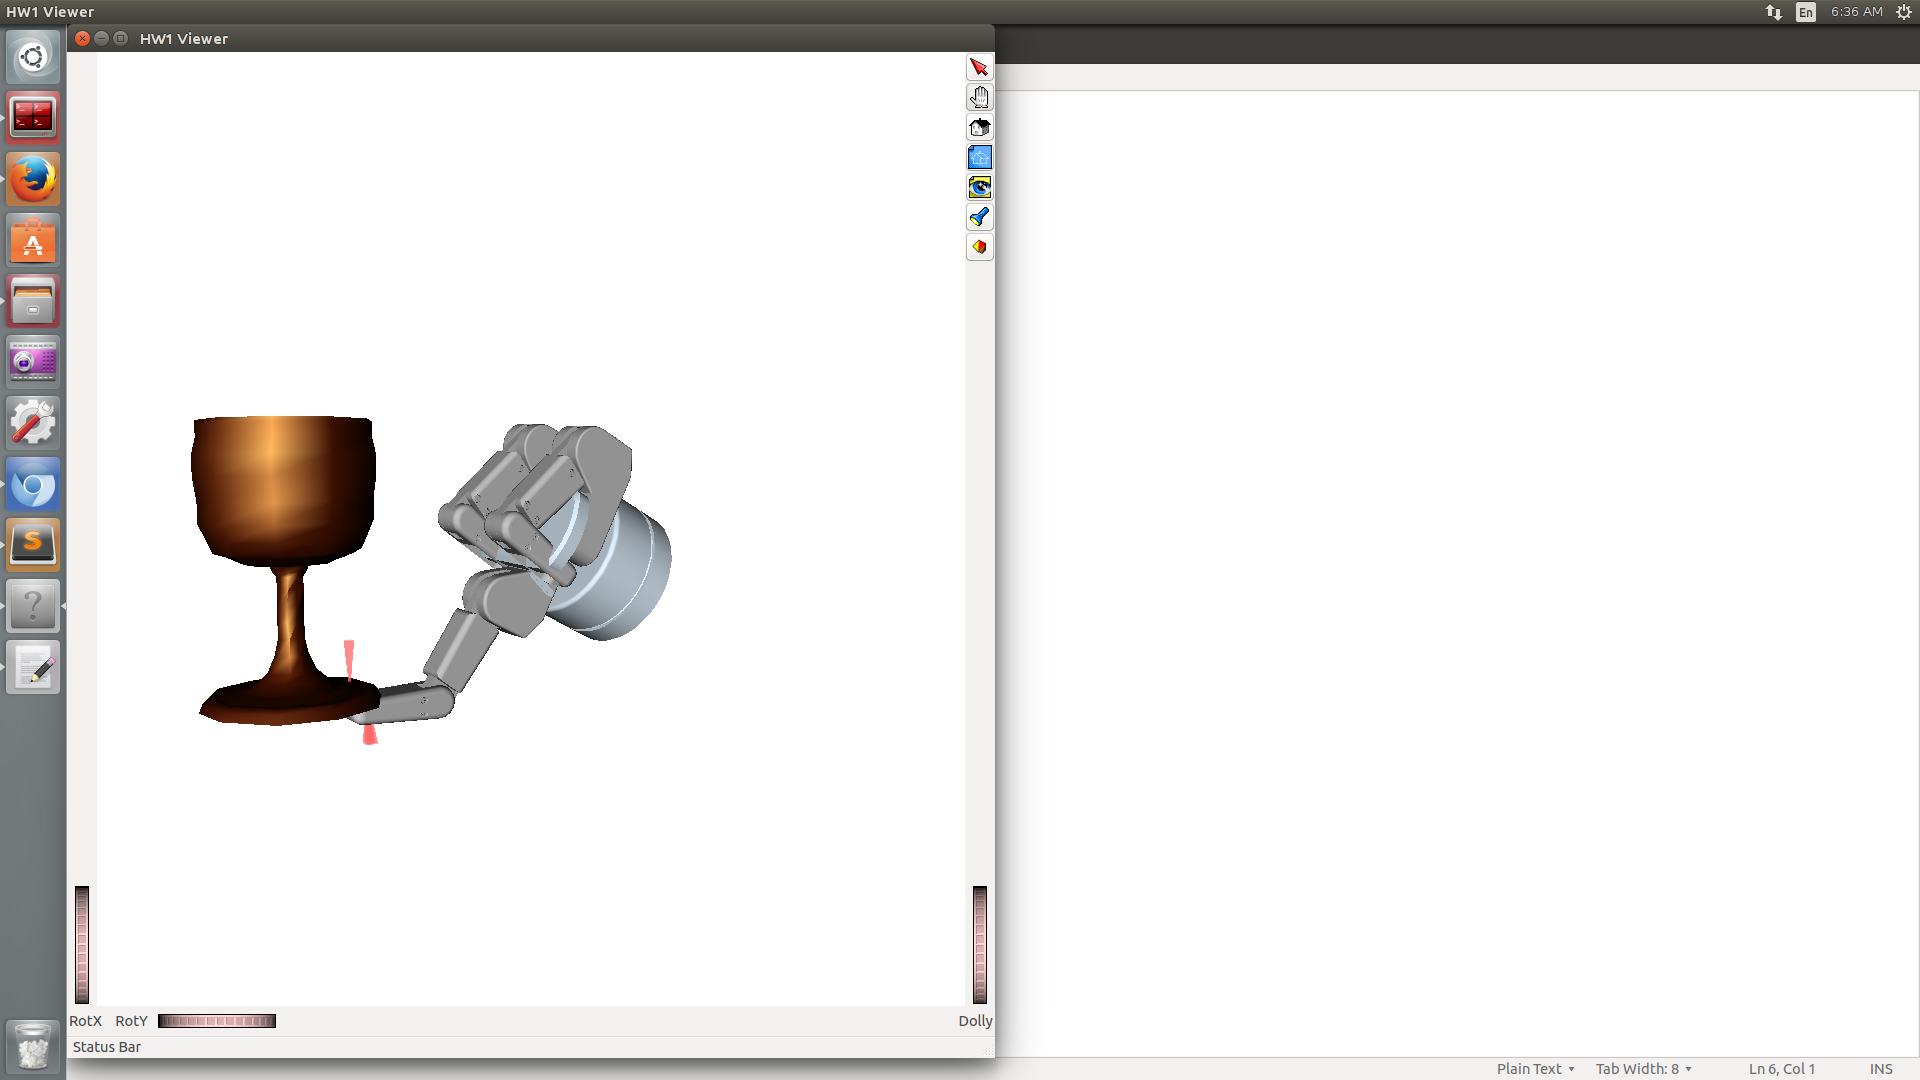 HW1 Viewer
En
6:36 AM
HW1 Viewer
RotX
RotY
Dolly
Status Bar
Plain Text
Tab Width: 8
Ln 6, Col 1
INS